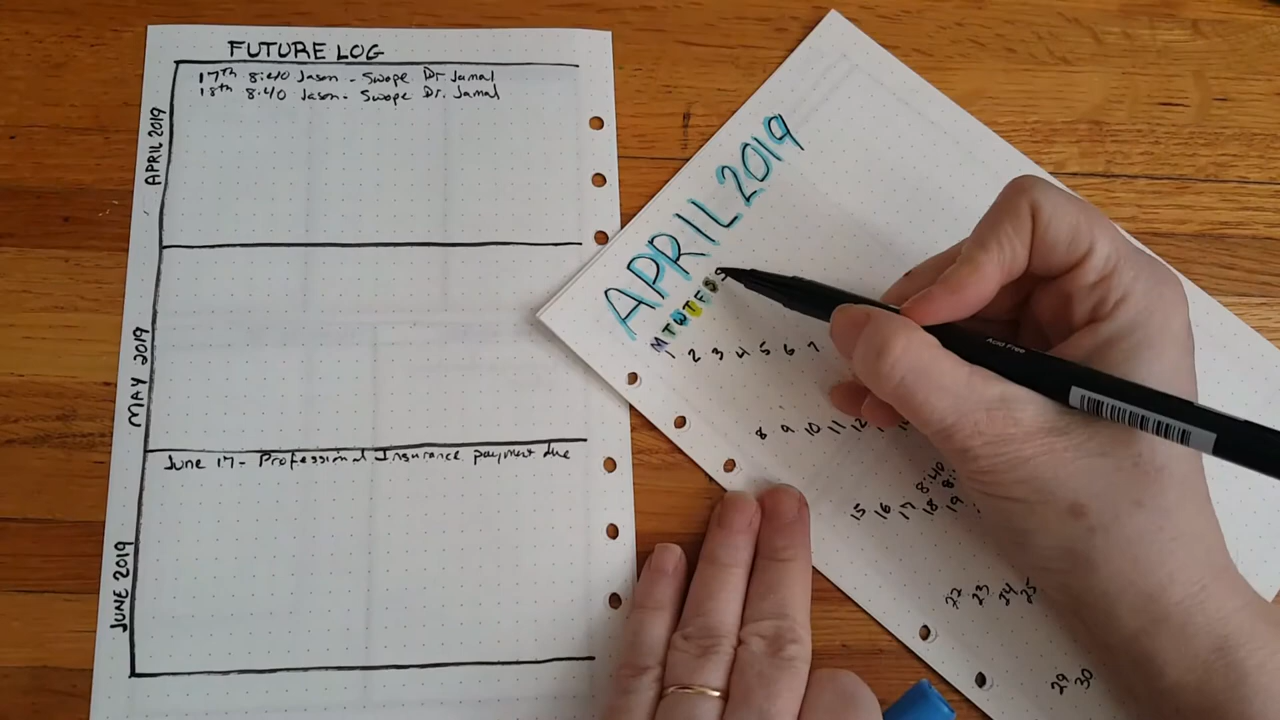 FUTURE LOG
APRIL 2019
17th 8:40 Jason - Swope Dr Jamal
18th 8:40 Jason - Swope Dr. Jamal
MAY 2019
JUNE 2019
June 17 - Professional Insurance payment due
APRIL 2019
M T W T F S S
1 2 3 4 5 6 7
8 9 10 11 12
8:40
15 16 17 18 19
22 23 24 25
29 30
Acid Free